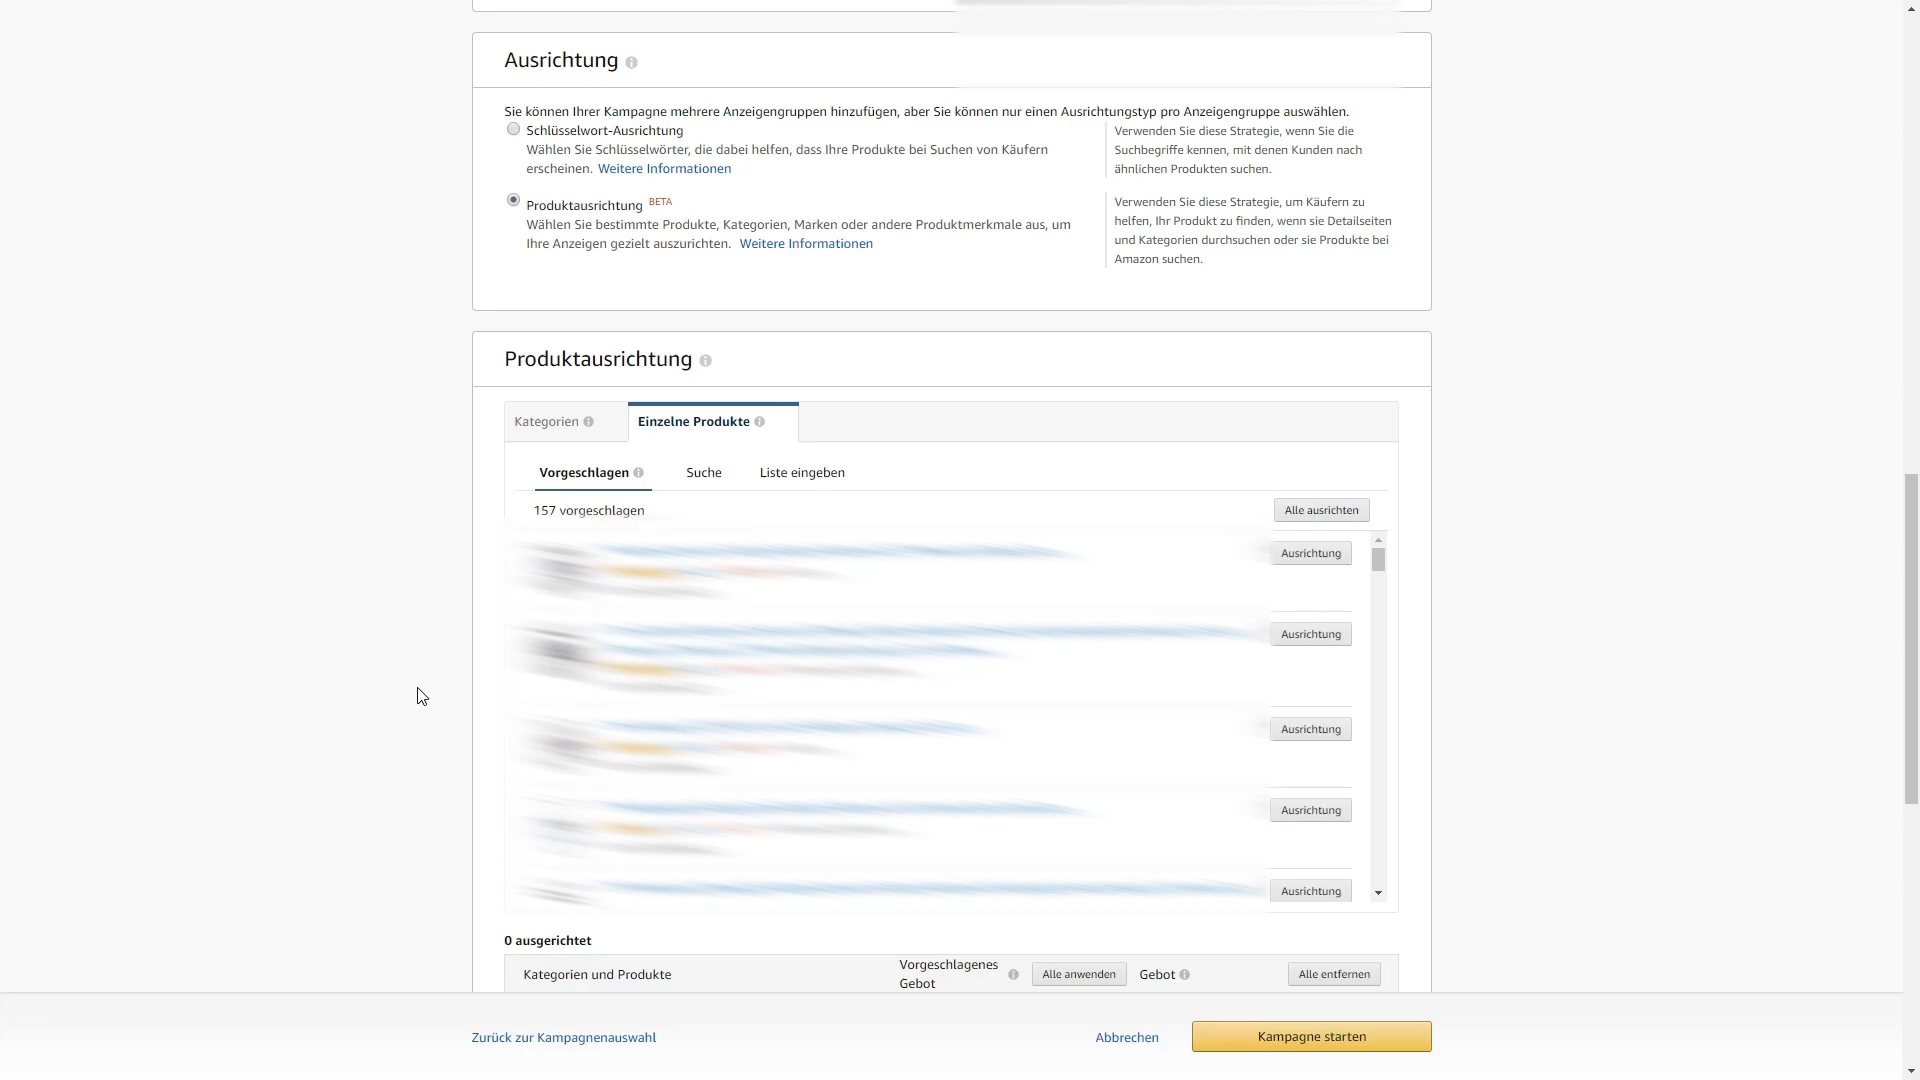 Ausrichtung
Sie können Ihrer Kampagne mehrere Anzeigengruppen hinzufügen, aber Sie können nur einen Ausrichtungstyp pro Anzeigengruppe auswählen.
Schlüsselwort-Ausrichtung
Wählen Sie Schlüsselwörter, die dabei helfen, dass Ihre Produkte bei Suchen von Käufern
erscheinen. Weitere Informationen
Verwenden Sie diese Strategie, wenn Sie die
Suchbegriffe kennen, mit denen Kunden nach
ähnlichen Produkten suchen.
Produktausrichtung BETA
Wählen Sie bestimmte Produkte, Kategorien, Marken oder andere Produktmerkmale aus, um
Ihre Anzeigen gezielt auszurichten. Weitere Informationen
Verwenden Sie diese Strategie, um Käufern zu
helfen, Ihr Produkt zu finden, wenn sie Detailseiten
und Kategorien durchsuchen oder sie Produkte bei
Amazon suchen.
Produktausrichtung
Kategorien Einzelne Produkte
Vorgeschlagen Suche Liste eingeben
157 vorgeschlagen Alle ausrichten
Ausrichtung
Ausrichtung
Ausrichtung
Ausrichtung
Ausrichtung
0 ausgerichtet
Kategorien und Produkte
Vorgeschlagenes
Gebot
Alle anwenden Gebot Alle entfernen
Zurück zur Kampagnenauswahl Abbrechen Kampagne starten